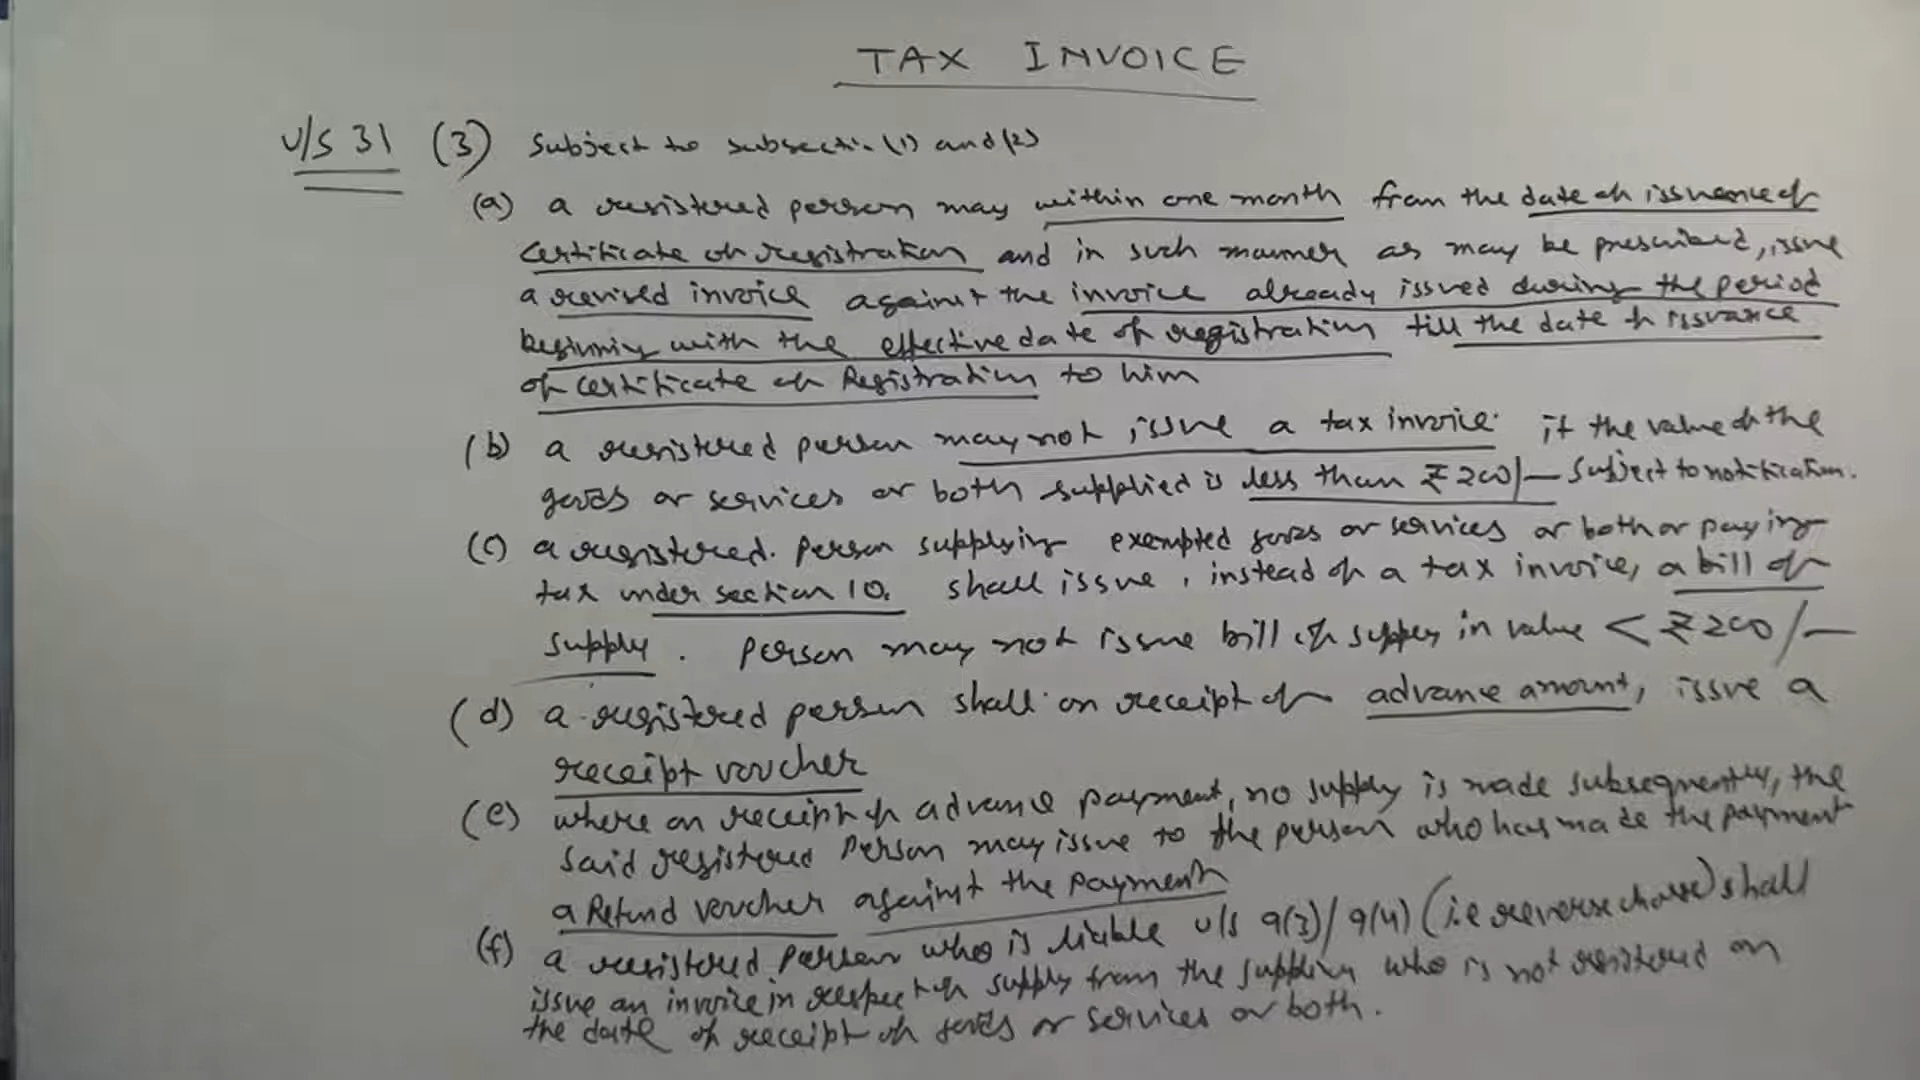 TAX INVOICE
U/S 31 (3) Subject to subsection (1) and (2)
(a) a registered person may within one month from the date of issuance of
certificate of registration and in such manner as may be prescribed, issue
a revised invoice against the invoice already issued during the period
beginning with the effective date of registration till the date of issuance
of certificate of Registration to him
(b) a registered person may not issue a tax invoice if the value of the
goods or services or both supplied is less than ₹200/- subject to notification.
(c) a registered person supplying exempted goods or services or both or paying
tax under section 10. shall issue, instead of a tax invoice, a bill of
supply. person may not issue bill of supply in value < ₹200/-
(d) a registered person shall on receipt of advance amount, issue a
receipt voucher
(e) where on receipt of advance payment, no supply is made subsequently, the
said registered person may issue to the person who has made the payment
a Refund voucher against the payment
(f) a registered person who is liable u/s 9(3)/9(4) (i.e reverse charge) shall
issue an invoice in respect of supply from the supplier who is not registered on
the date of receipt of goods or services or both.